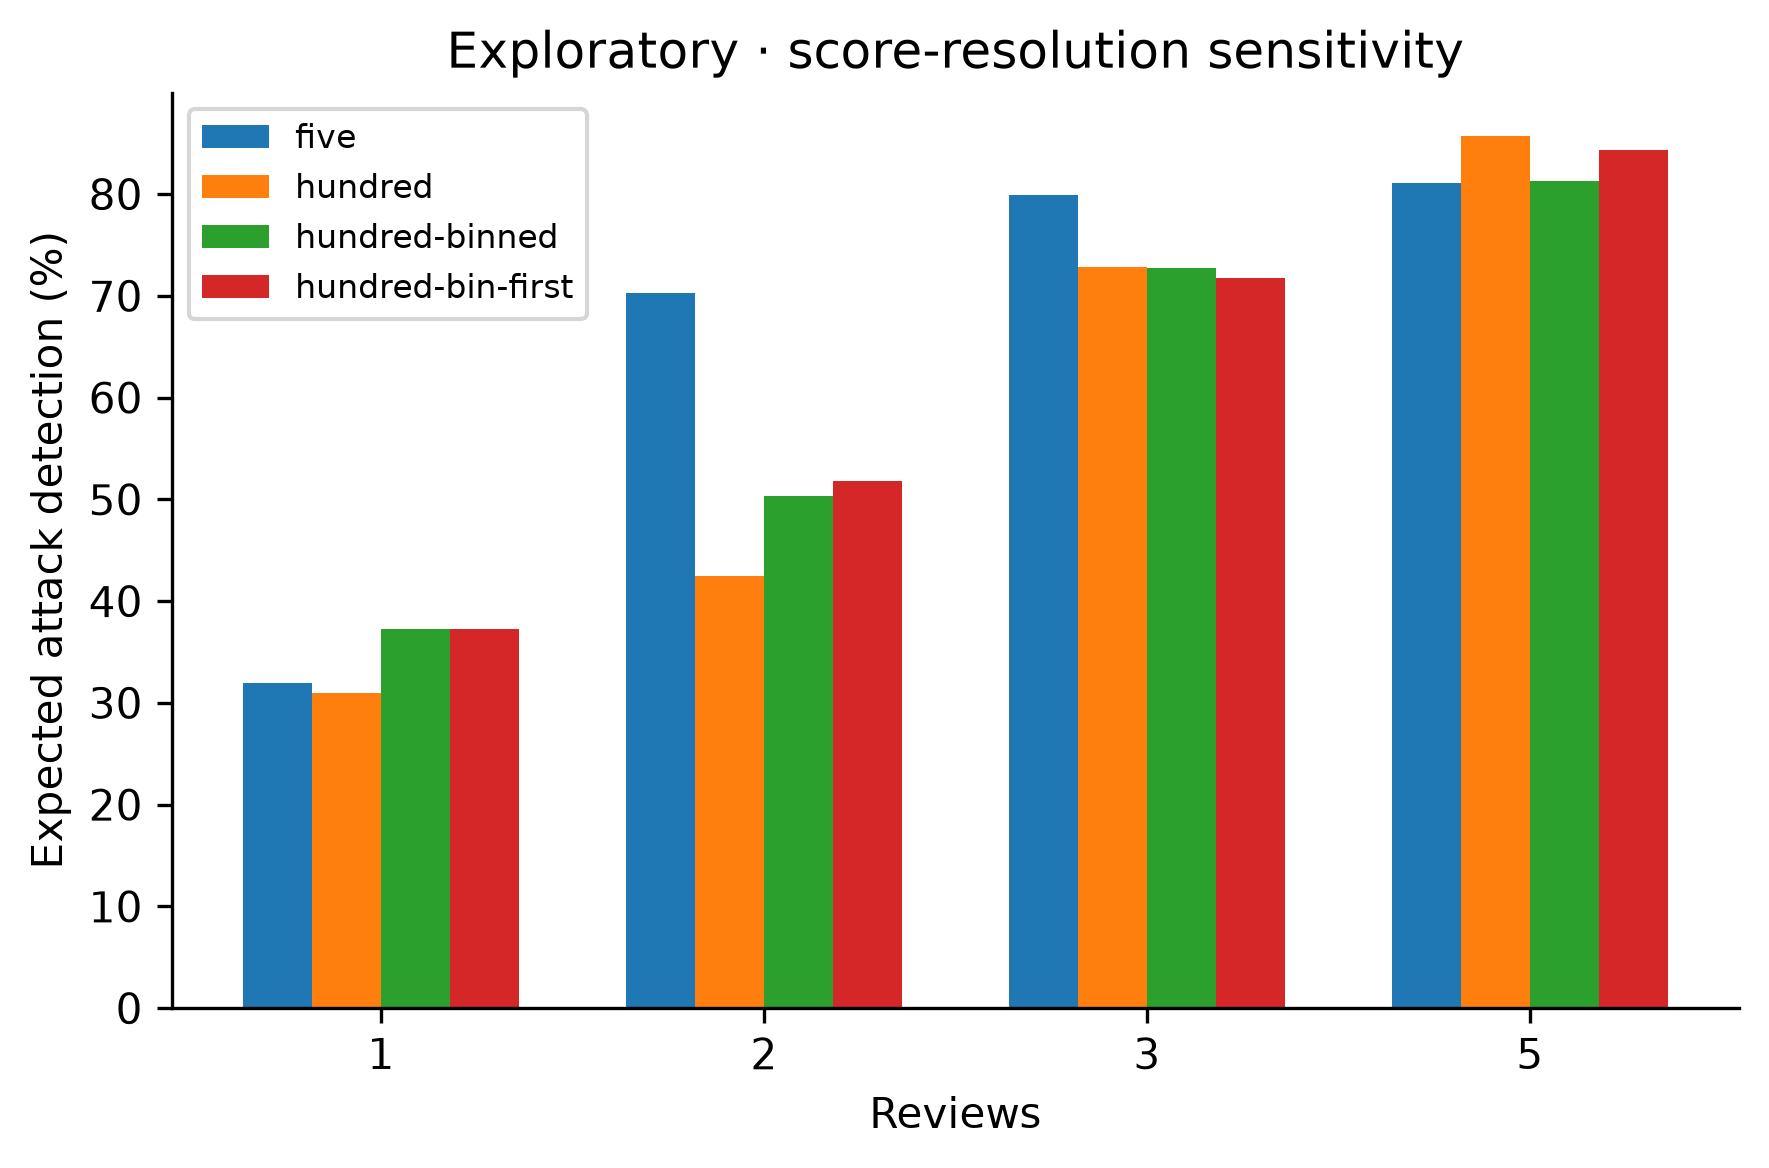 Exploratory · score-resolution sensitivity
five
hundred
hundred-binned
hundred-bin-first
Expected attack detection (%)
80
70
60
50
40
30
20
10
0
1 2 3 5
Reviews